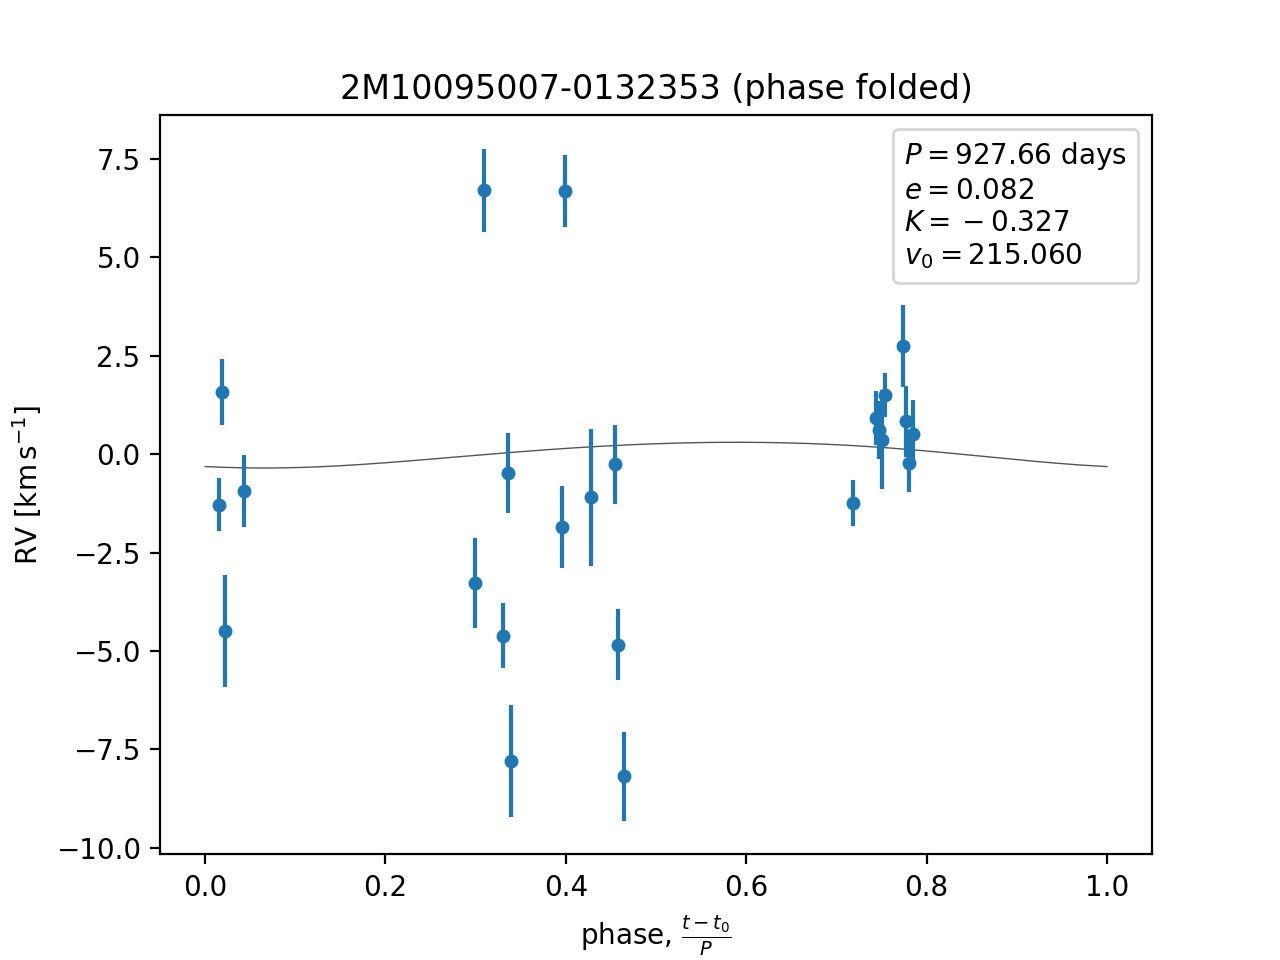 2M10095007-0132353 (phase folded)
P = 927.66 days
e = 0.082
K = −0.327
v₀ = 215.060
7.5
5.0
2.5
0.0
−2.5
−5.0
−7.5
−10.0
RV [km s⁻¹]
0.0 0.2 0.4 0.6 0.8 1.0
phase, (t − t₀)/P